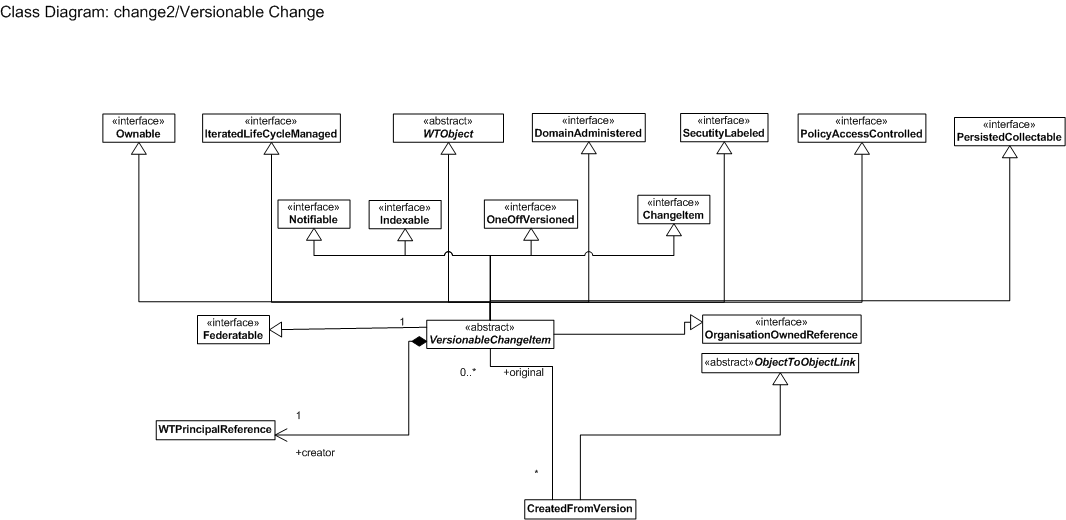 Class Diagram: change2/Versionable Change
«interface»
Ownable
«interface»
IteratedLifeCycleManaged
«abstract»
WTObject
«interface»
DomainAdministered
«interface»
SecutityLabeled
«interface»
PolicyAccessControlled
«interface»
PersistedCollectable
«interface»
Notifiable
«interface»
Indexable
«interface»
OneOffVersioned
«interface»
ChangeItem
«interface»
Federatable
1
«abstract»
VersionableChangeItem
«interface»
OrganisationOwnedReference
«abstract»ObjectToObjectLink
0..*
+original
1
WTPrincipalReference
+creator
*
CreatedFromVersion